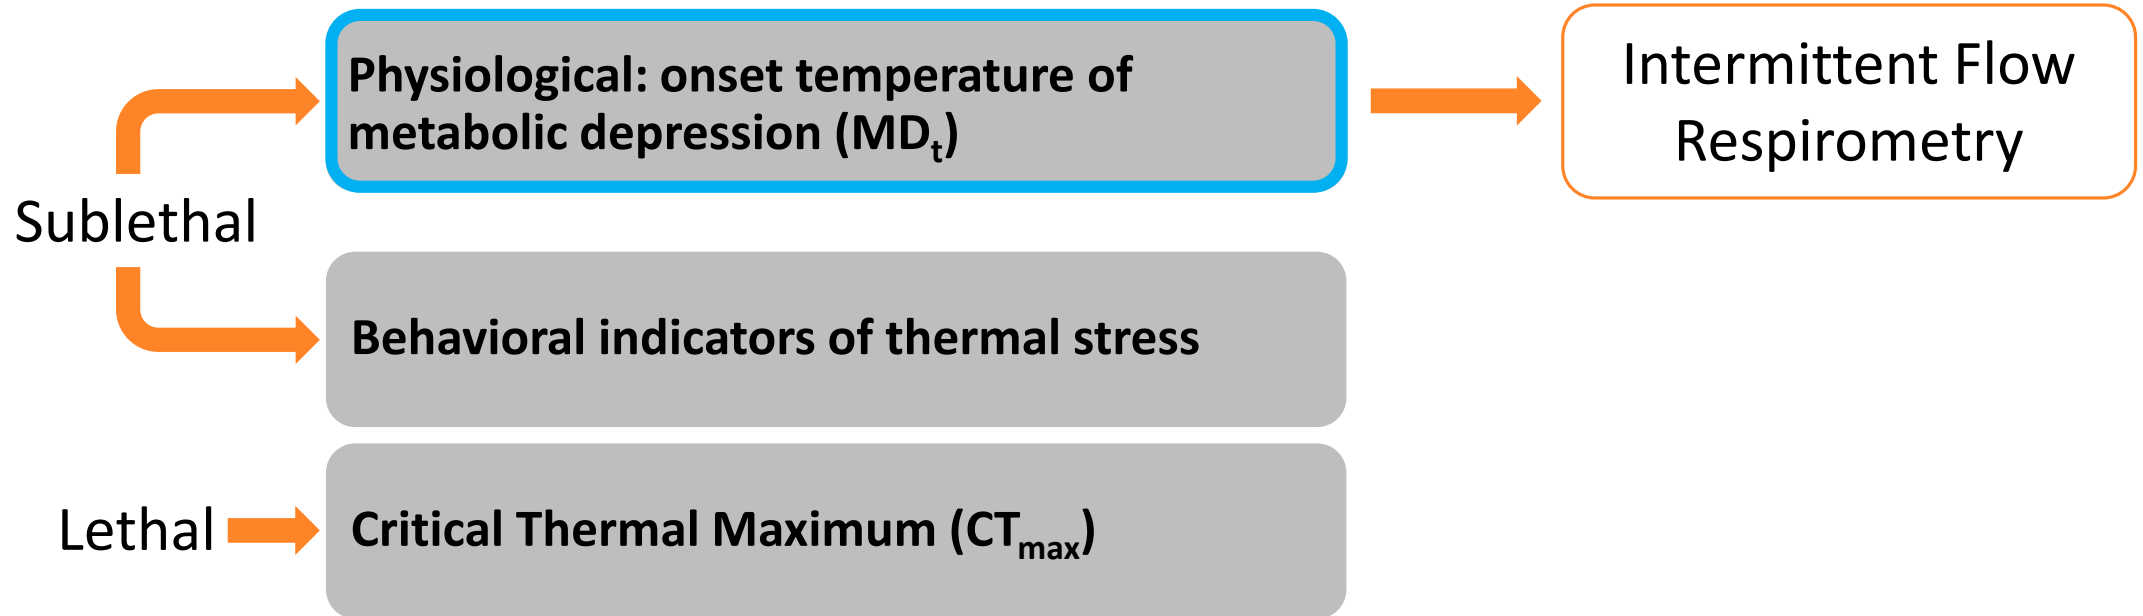 Physiological: onset temperature of
metabolic depression (MDt)
Intermittent Flow
Respirometry
Sublethal
Behavioral indicators of thermal stress
Lethal
Critical Thermal Maximum (CTmax)